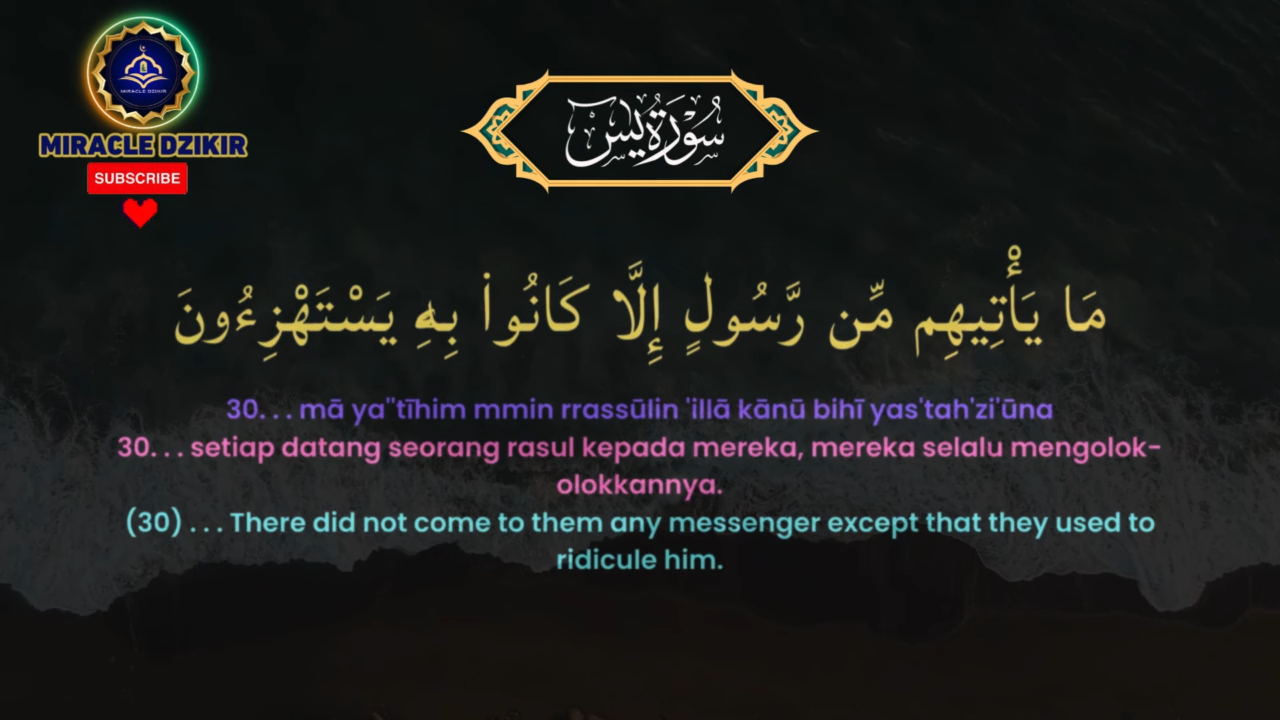 MIRACLE DZIKIR
MIRACLE DZIKIR
SUBSCRIBE
سُوْرَةُ يٰسٓ
مَا يَأْتِيهِم مِّن رَّسُولٍ إِلَّا كَانُوا۟ بِهِۦ يَسْتَهْزِءُونَ
30. . . mā ya''tīhim mmin rrassūlin 'illā kānū bihī yas'tah'zi'ūna
30. . . setiap datang seorang rasul kepada mereka, mereka selalu mengolok-
olokkannya.
(30) . . . There did not come to them any messenger except that they used to
ridicule him.